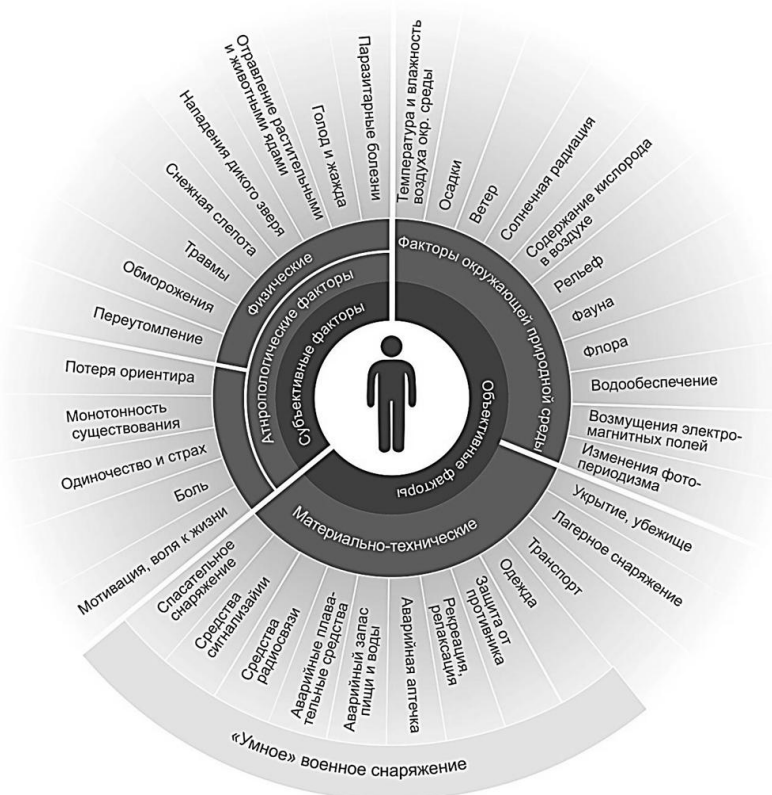 Температура и влажность
воздуха окр. среды
Осадки
Ветер
Солнечная радиация
Содержание кислорода
в воздухе
Рельеф
Фауна
Флора
Водообеспечение
Возмущения электро-
магнитных полей
Изменения фото-
периодизма
Укрытие, убежище
Лагерное снаряжение
Транспорт
Одежда
Защита от
противника
Рекреация,
релаксация
Аварийная аптечка
Аварийный запас
пищи и воды
Аварийные плава-
тельные средства
Средства
радиосвязи
Средства
сигнализайии
Спасательное
снаряжение
Мотивация, воля к жизни
Боль
Одиночество и страх
Монотонность
существования
Потеря ориентира
Переутомление
Обморожения
Травмы
Снежная слепота
Нападения дикого зверя
Отравление растительными
и животными ядами
Голод и жажда
Паразитарные болезни
Физические
Атнропологические факторы
Субъективные факторы
Факторы окружающей природной среды
Объективные факторы
Материально-технические
«Умное» военное снаряжение